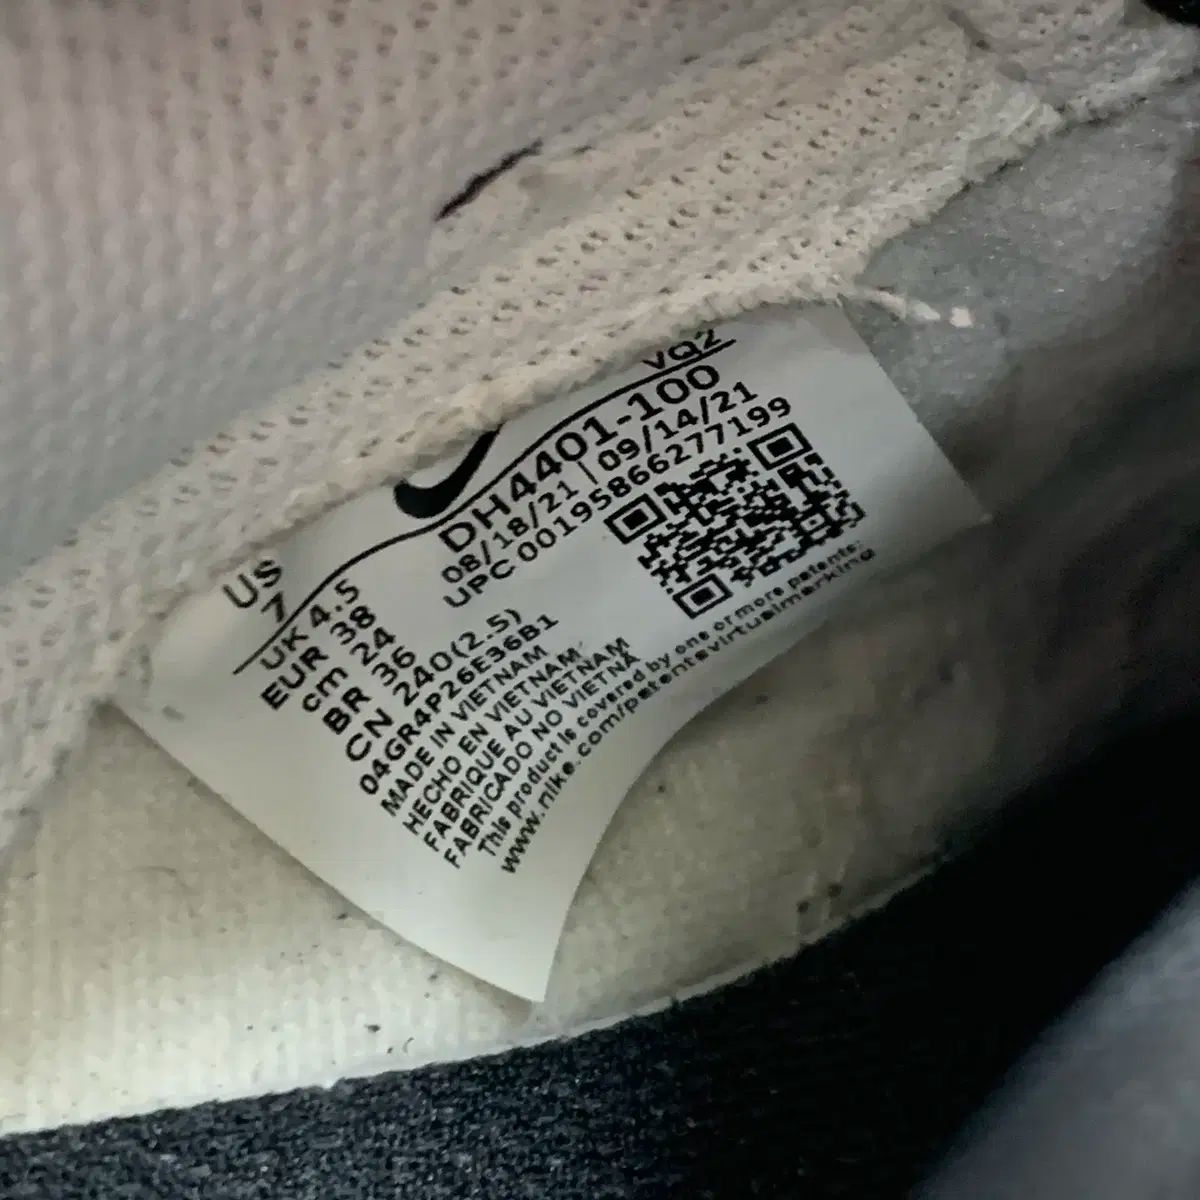 VQ2
DH4401-100
08/18/21 | 09/14/21
UPC 00195866277199
US
7
UK 4.5
EUR 38
cm 24
BR 36
CN 240(2.5)
04GR4P26E36B1
MADE IN VIETNAM
HECHO EN VIETNAM
FABRIQUE AU VIETNAM
FABRICADO NO VIETNÃ
This product is covered by one or more patents:
www.nike.com/patentsvirtualmarking